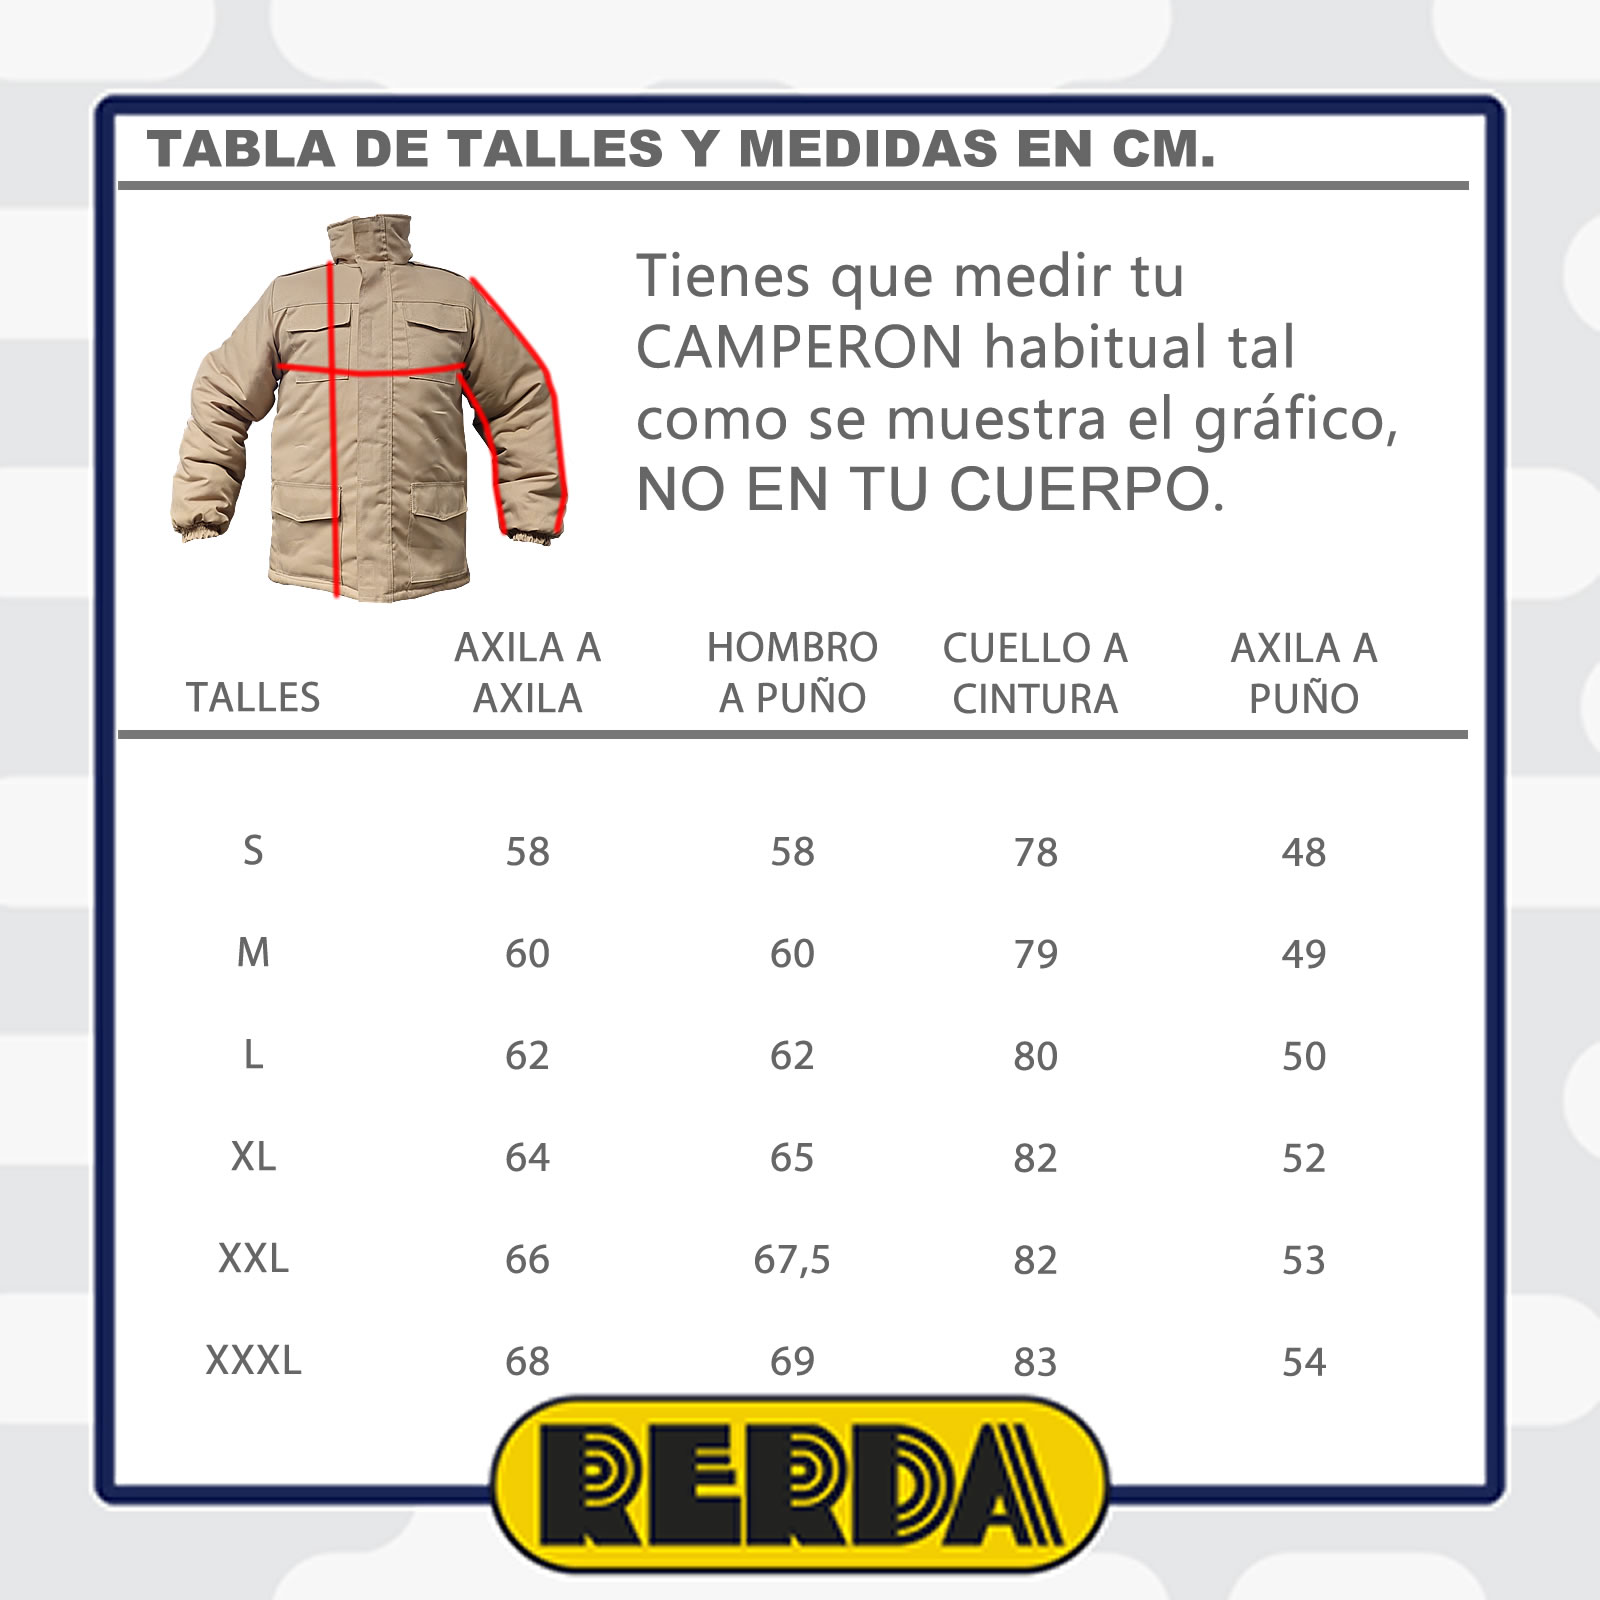 TABLA DE TALLES Y MEDIDAS EN CM.
Tienes que medir tu
CAMPERON habitual tal
como se muestra el gráfico,
NO EN TU CUERPO.
TALLES AXILA A AXILA HOMBRO A PUÑO CUELLO A CINTURA AXILA A PUÑO
S 58 58 78 48
M 60 60 79 49
L 62 62 80 50
XL 64 65 82 52
XXL 66 67,5 82 53
XXXL 68 69 83 54
RERDA